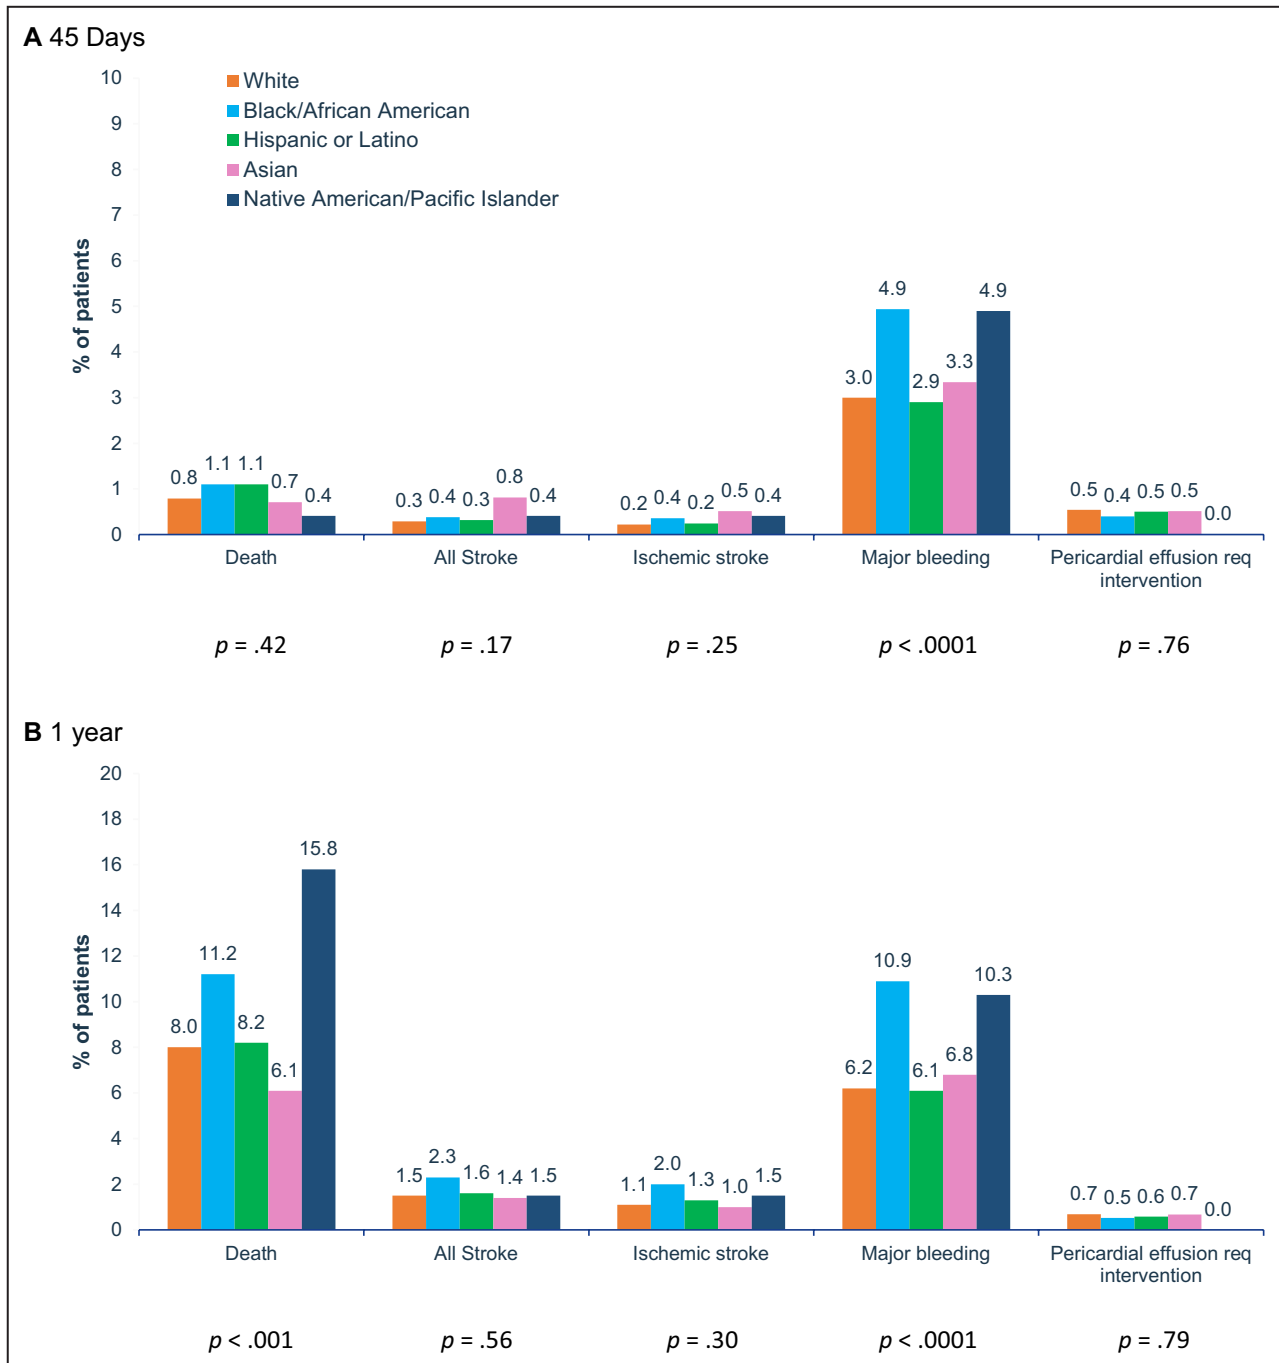 A 45 Days
White
Black/African American
Hispanic or Latino
Asian
Native American/Pacific Islander
% of patients
10
9
8
7
6
5
4
3
2
1
0
0.8 1.1 1.1 0.7 0.4
0.3 0.4 0.3 0.8 0.4
0.2 0.4 0.2 0.5 0.4
3.0 4.9 2.9 3.3 4.9
0.5 0.4 0.5 0.5 0.0
Death
All Stroke
Ischemic stroke
Major bleeding
Pericardial effusion req
intervention
p = .42
p = .17
p = .25
p < .0001
p = .76
B 1 year
% of patients
20
18
16
14
12
10
8
6
4
2
0
8.0 11.2 8.2 6.1 15.8
1.5 2.3 1.6 1.4 1.5
1.1 2.0 1.3 1.0 1.5
6.2 10.9 6.1 6.8 10.3
0.7 0.5 0.6 0.7 0.0
Death
All Stroke
Ischemic stroke
Major bleeding
Pericardial effusion req
intervention
p < .001
p = .56
p = .30
p < .0001
p = .79